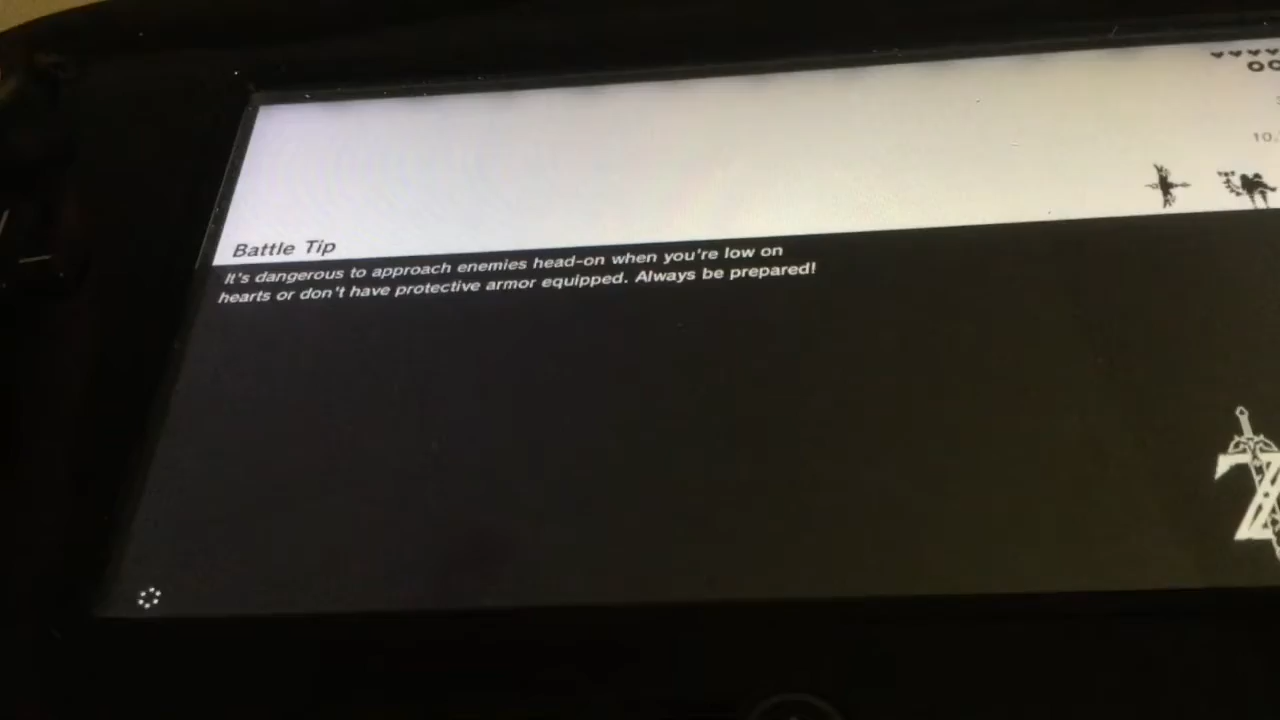 10,
Battle Tip
It's dangerous to approach enemies head-on when you're low on
hearts or don't have protective armor equipped. Always be prepared!
Z